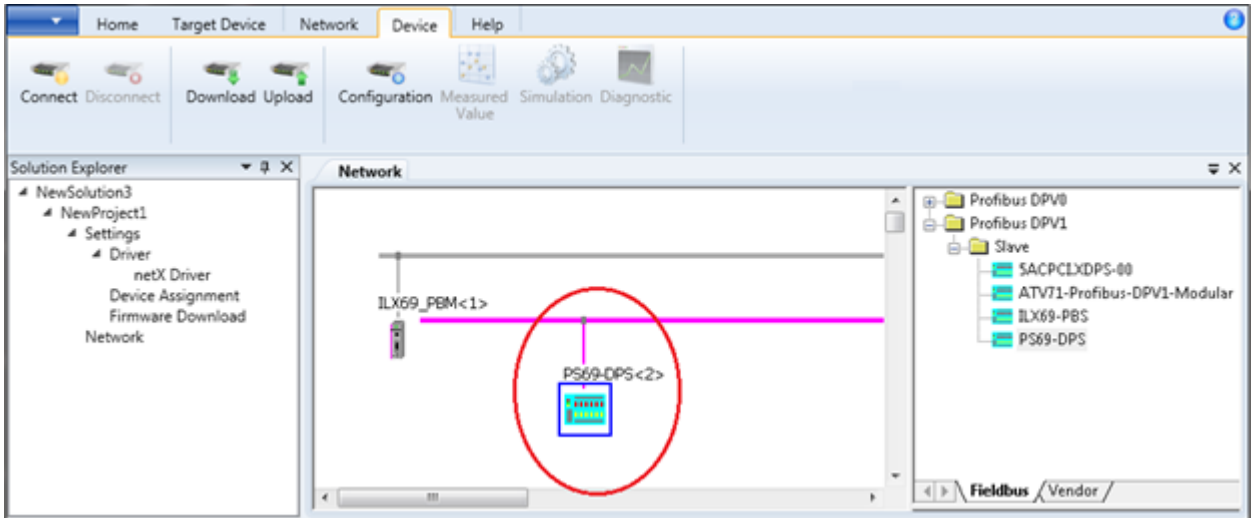 Home Target Device Network Device Help
Connect Disconnect Download Upload Configuration Measured Value Simulation Diagnostic
Solution Explorer
NewSolution3
NewProject1
Settings
Driver
netX Driver
Device Assignment
Firmware Download
Network
Network
ILX69_PBM<1>
PS69-DPS<2>
Profibus DPV0
Profibus DPV1
Slave
SACPCLXDPS-00
ATV71-Profibus-DPV1-Modular
ILX69-PBS
PS69-DPS
Fieldbus Vendor